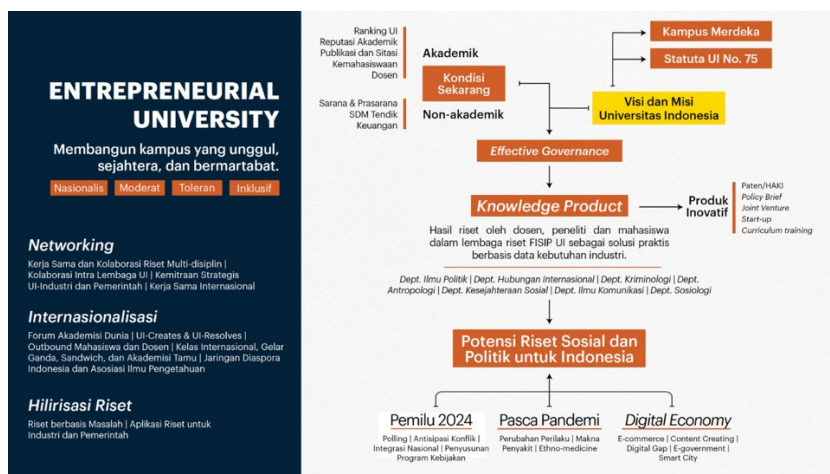 ENTREPRENEURIAL
UNIVERSITY
Membangun kampus yang unggul,
sejahtera, dan bermartabat.
Nasionalis
Moderat
Toleran
Inklusif
Networking
Kerja Sama dan Kolaborasi Riset Multi-disiplin |
Kolaborasi Intra Lembaga UI | Kemitraan Strategis
UI-Industri dan Pemerintah | Kerja Sama Internasional
Internasionalisasi
Forum Akademisi Dunia | UI-Creates & UI-Resolves |
Outbound Mahasiswa dan Dosen | Kelas Internasional, Gelar
Ganda, Sandwich, dan Akademisi Tamu | Jaringan Diaspora
Indonesia dan Asosiasi Ilmu Pengetahuan
Hilirisasi Riset
Riset berbasis Masalah | Aplikasi Riset untuk
Industri dan Pemerintah
Ranking UI
Reputasi Akademik
Publikasi dan Sitasi
Kemahasiswaan
Dosen
Akademik
Kondisi
Sekarang
Sarana & Prasarana
SDM Tendik
Keuangan
Non-akademik
Kampus Merdeka
Statuta UI No. 75
Visi dan Misi
Universitas Indonesia
Effective Governance
Knowledge Product
Produk
Inovatif
Paten/HAKI
Policy Brief
Joint Venture
Start-up
Curriculum training
Hasil riset oleh dosen, peneliti dan mahasiswa
dalam lembaga riset FISIP UI sebagai solusi praktis
berbasis data kebutuhan industri.
Dept. Ilmu Politik | Dept. Hubungan Internasional | Dept. Kriminologi | Dept.
Antropologi | Dept. Kesejahteraan Sosial | Dept. Ilmu Komunikasi | Dept. Sosiologi
Potensi Riset Sosial dan
Politik untuk Indonesia
Pemilu 2024
Polling | Antisipasi Konflik |
Integrasi Nasional | Penyusunan
Program Kebijakan
Pasca Pandemi
Perubahan Perilaku | Makna
Penyakit | Ethno-medicine
Digital Economy
E-commerce | Content Creating |
Digital Gap | E-government |
Smart City